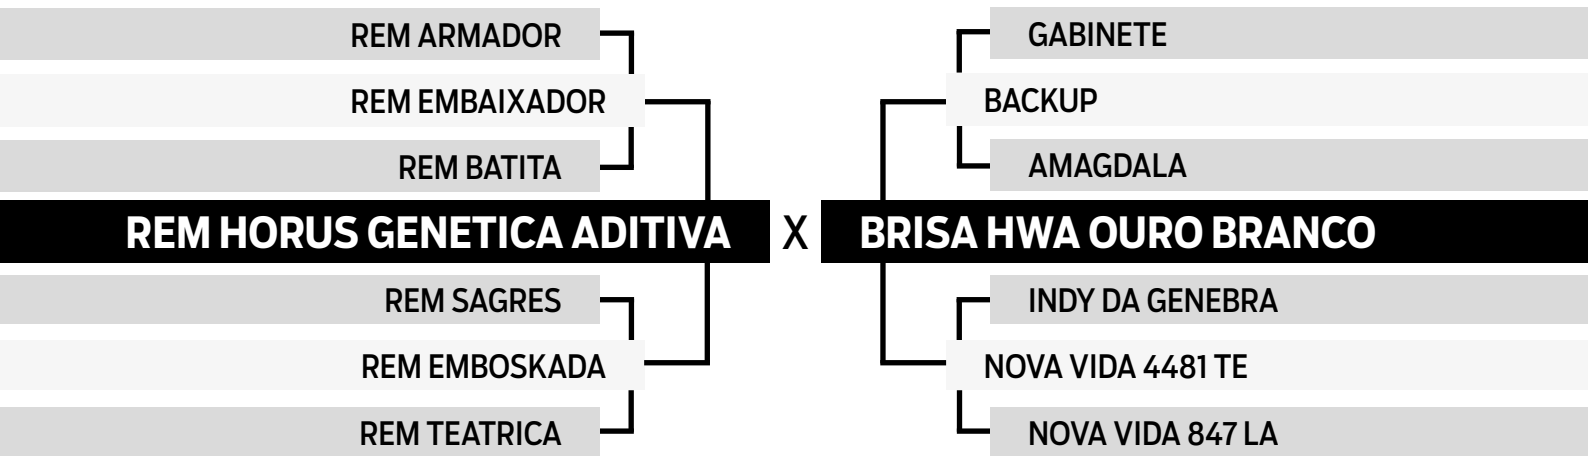 REM ARMADOR
REM EMBAIXADOR
REM BATITA
REM HORUS GENETICA ADITIVA
REM SAGRES
REM EMBOSKADA
REM TEATRICA
X
GABINETE
BACKUP
AMAGDALA
BRISA HWA OURO BRANCO
INDY DA GENEBRA
NOVA VIDA 4481 TE
NOVA VIDA 847 LA